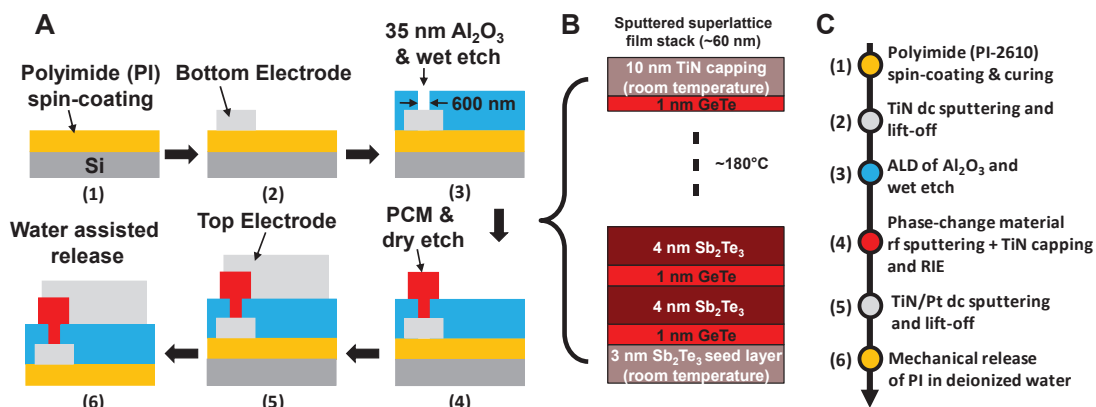 A
Polyimide (PI)
spin-coating
Si
(1)
Bottom Electrode
(2)
35 nm Al₂O₃
& wet etch
600 nm
(3)
PCM &
dry etch
(4)
Top Electrode
(5)
Water assisted
release
(6)
B
Sputtered superlattice
film stack (~60 nm)
10 nm TiN capping
(room temperature)
1 nm GeTe
~180°C
4 nm Sb₂Te₃
1 nm GeTe
4 nm Sb₂Te₃
1 nm GeTe
3 nm Sb₂Te₃ seed layer
(room temperature)
C
(1) Polyimide (PI-2610)
spin-coating & curing
(2) TiN dc sputtering and
lift-off
(3) ALD of Al₂O₃ and
wet etch
(4) Phase-change material
rf sputtering + TiN capping
and RIE
(5) TiN/Pt dc sputtering
and lift-off
(6) Mechanical release
of PI in deionized water